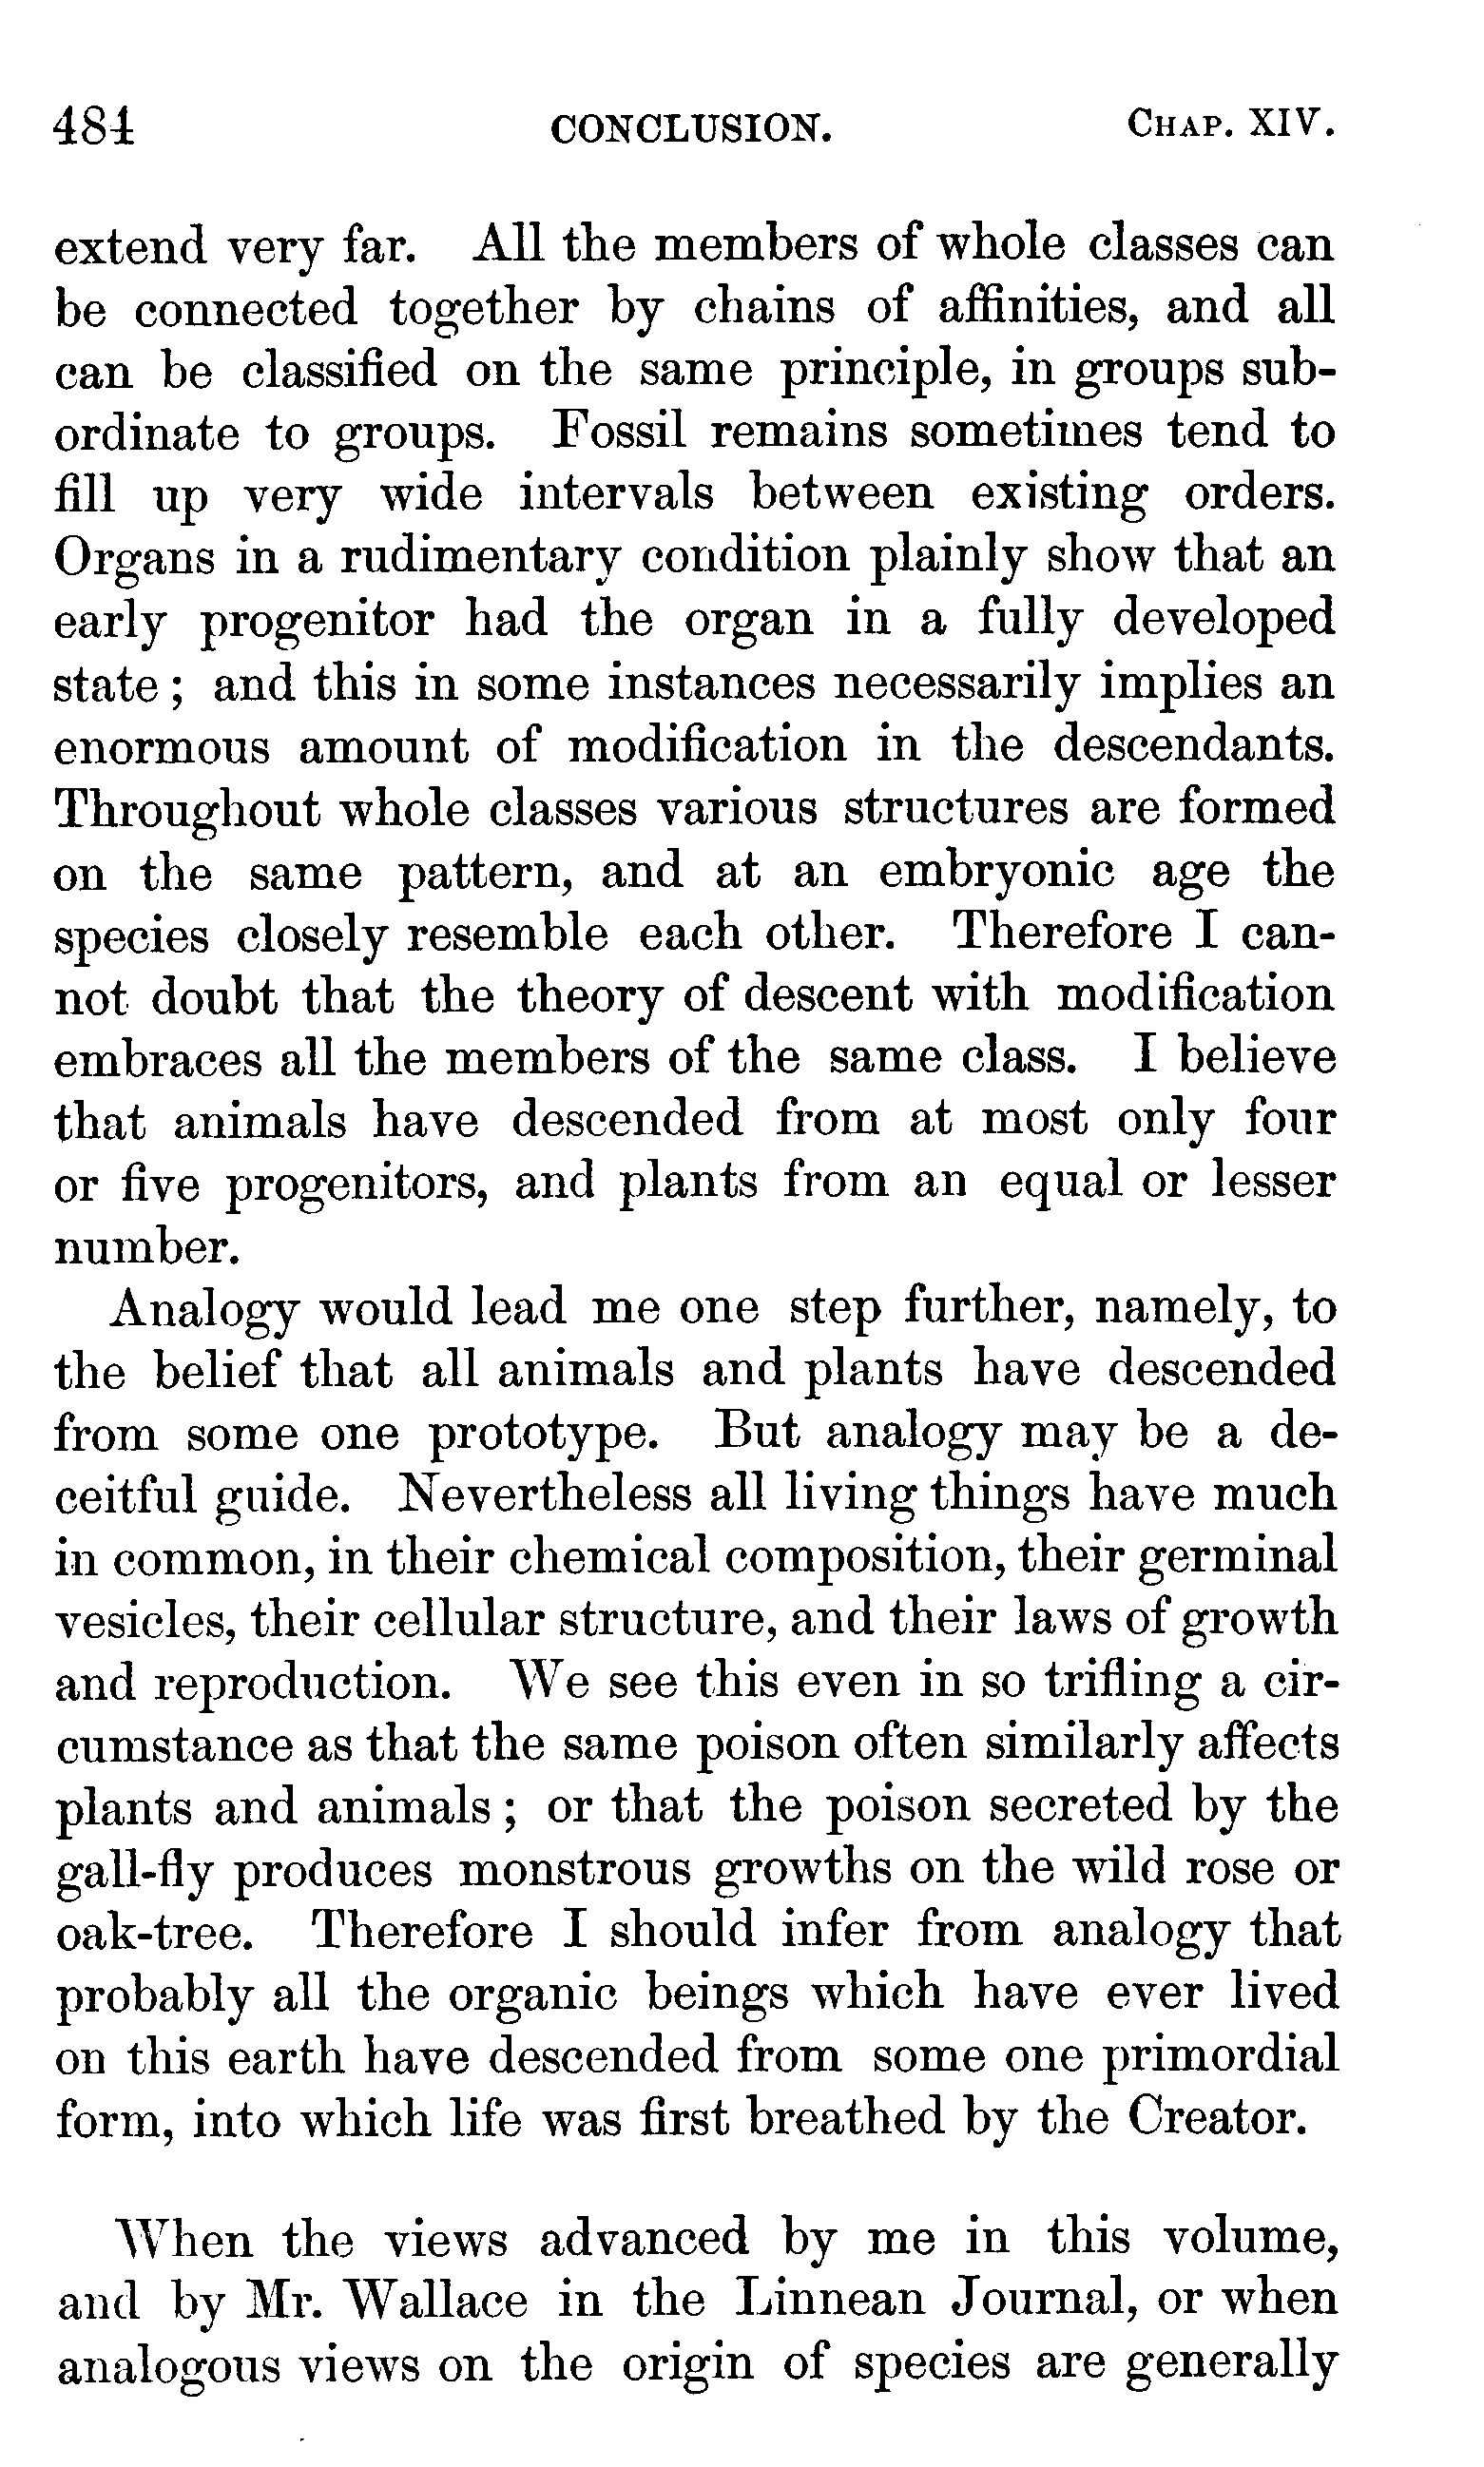 484 CONCLUSION. CHAP. XIV.
extend very far. All the members of whole classes can
be connected together by chains of affinities, and all
can be classified on the same principle, in groups sub-
ordinate to groups. Fossil remains sometimes tend to
fill up very wide intervals between existing orders.
Organs in a rudimentary condition plainly show that an
early progenitor had the organ in a fully developed
state; and this in some instances necessarily implies an
enormous amount of modification in the descendants.
Throughout whole classes various structures are formed
on the same pattern, and at an embryonic age the
species closely resemble each other. Therefore I can-
not doubt that the theory of descent with modification
embraces all the members of the same class. I believe
that animals have descended from at most only four
or five progenitors, and plants from an equal or lesser
number.
Analogy would lead me one step further, namely, to
the belief that all animals and plants have descended
from some one prototype. But analogy may be a de-
ceitful guide. Nevertheless all living things have much
in common, in their chemical composition, their germinal
vesicles, their cellular structure, and their laws of growth
and reproduction. We see this even in so trifling a cir-
cumstance as that the same poison often similarly affects
plants and animals; or that the poison secreted by the
gall-fly produces monstrous growths on the wild rose or
oak-tree. Therefore I should infer from analogy that
probably all the organic beings which have ever lived
on this earth have descended from some one primordial
form, into which life was first breathed by the Creator.
When the views advanced by me in this volume,
and by Mr. Wallace in the Linnean Journal, or when
analogous views on the origin of species are generally